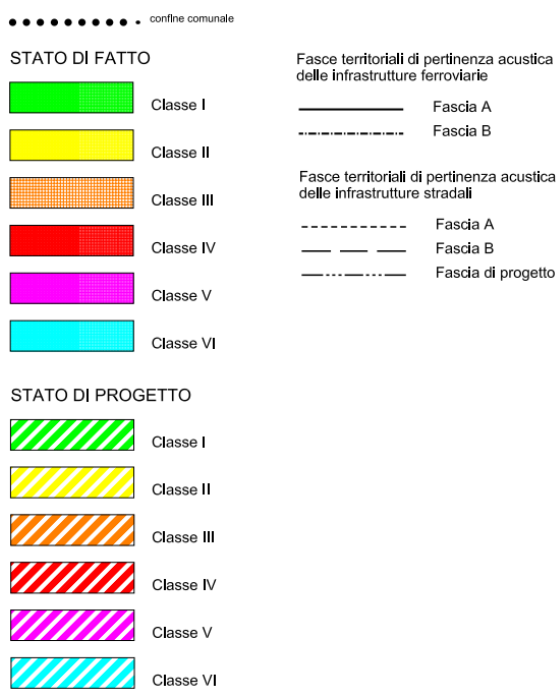 confine comunale
STATO DI FATTO
Classe I
Classe II
Classe III
Classe IV
Classe V
Classe VI
STATO DI PROGETTO
Classe I
Classe II
Classe III
Classe IV
Classe V
Classe VI
Fasce territoriali di pertinenza acustica
delle infrastrutture ferroviarie
Fascia A
Fascia B
Fasce territoriali di pertinenza acustica
delle infrastrutture stradali
Fascia A
Fascia B
Fascia di progetto